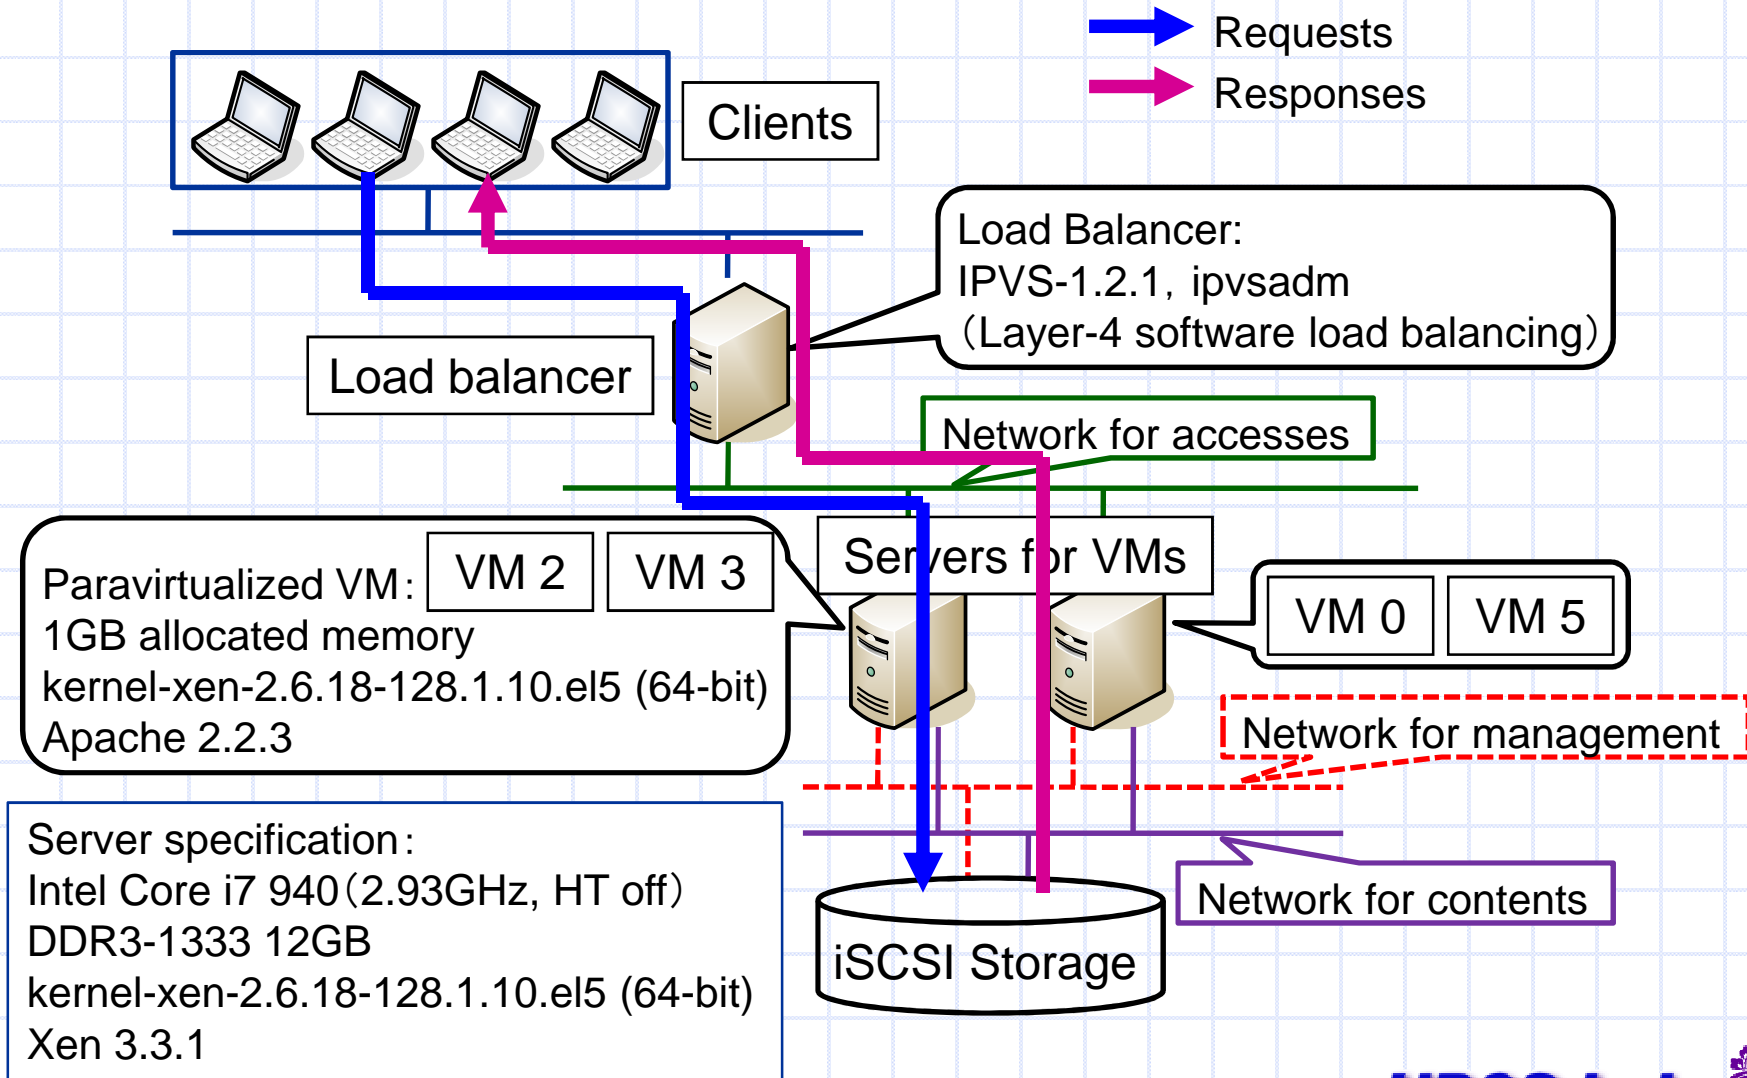 Requests
Responses
Clients
Load Balancer:
IPVS-1.2.1, ipvsadm
（Layer-4 software load balancing）
Load balancer
Network for accesses
Servers for VMs
Paravirtualized VM：
VM 2
VM 3
1GB allocated memory
kernel-xen-2.6.18-128.1.10.el5 (64-bit)
Apache 2.2.3
VM 0
VM 5
Network for management
Network for contents
iSCSI Storage
Server specification：
Intel Core i7 940（2.93GHz, HT off）
DDR3-1333 12GB
kernel-xen-2.6.18-128.1.10.el5 (64-bit)
Xen 3.3.1